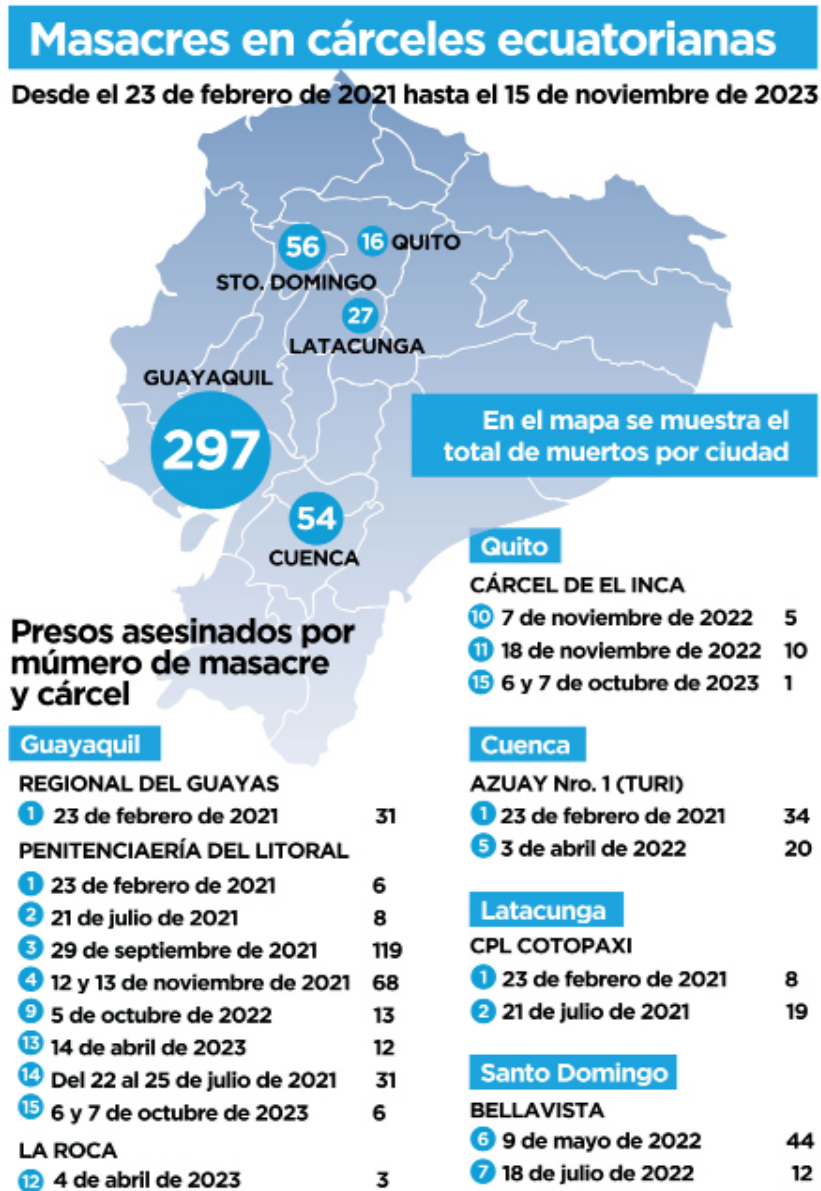 Masacres en cárceles ecuatorianas
Desde el 23 de febrero de 2021 hasta el 15 de noviembre de 2023
56
16 QUITO
STO. DOMINGO
27
LATACUNGA
GUAYAQUIL
297
En el mapa se muestra el
total de muertos por ciudad
54
CUENCA
Presos asesinados por
múmero de masacre
y cárcel
Guayaquil
REGIONAL DEL GUAYAS
1 23 de febrero de 2021 31
PENITENCIAERÍA DEL LITORAL
1 23 de febrero de 2021 6
2 21 de julio de 2021 8
3 29 de septiembre de 2021 119
4 12 y 13 de noviembre de 2021 68
9 5 de octubre de 2022 13
13 14 de abril de 2023 12
14 Del 22 al 25 de julio de 2021 31
15 6 y 7 de octubre de 2023 6
LA ROCA
12 4 de abril de 2023 3
Quito
CÁRCEL DE EL INCA
10 7 de noviembre de 2022 5
11 18 de noviembre de 2022 10
15 6 y 7 de octubre de 2023 1
Cuenca
AZUAY Nro. 1 (TURI)
1 23 de febrero de 2021 34
5 3 de abril de 2022 20
Latacunga
CPL COTOPAXI
1 23 de febrero de 2021 8
2 21 de julio de 2021 19
Santo Domingo
BELLAVISTA
6 9 de mayo de 2022 44
7 18 de julio de 2022 12